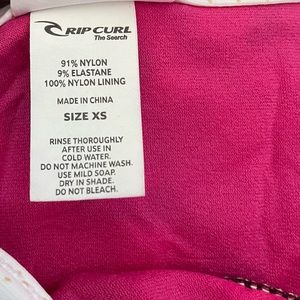 RIP CURL
The Search
91% NYLON
9% ELASTANE
100% NYLON LINING
MADE IN CHINA
SIZE XS
RINSE THOROUGHLY
AFTER USE IN
COLD WATER.
DO NOT MACHINE WASH.
USE MILD SOAP.
DRY IN SHADE.
DO NOT BLEACH.